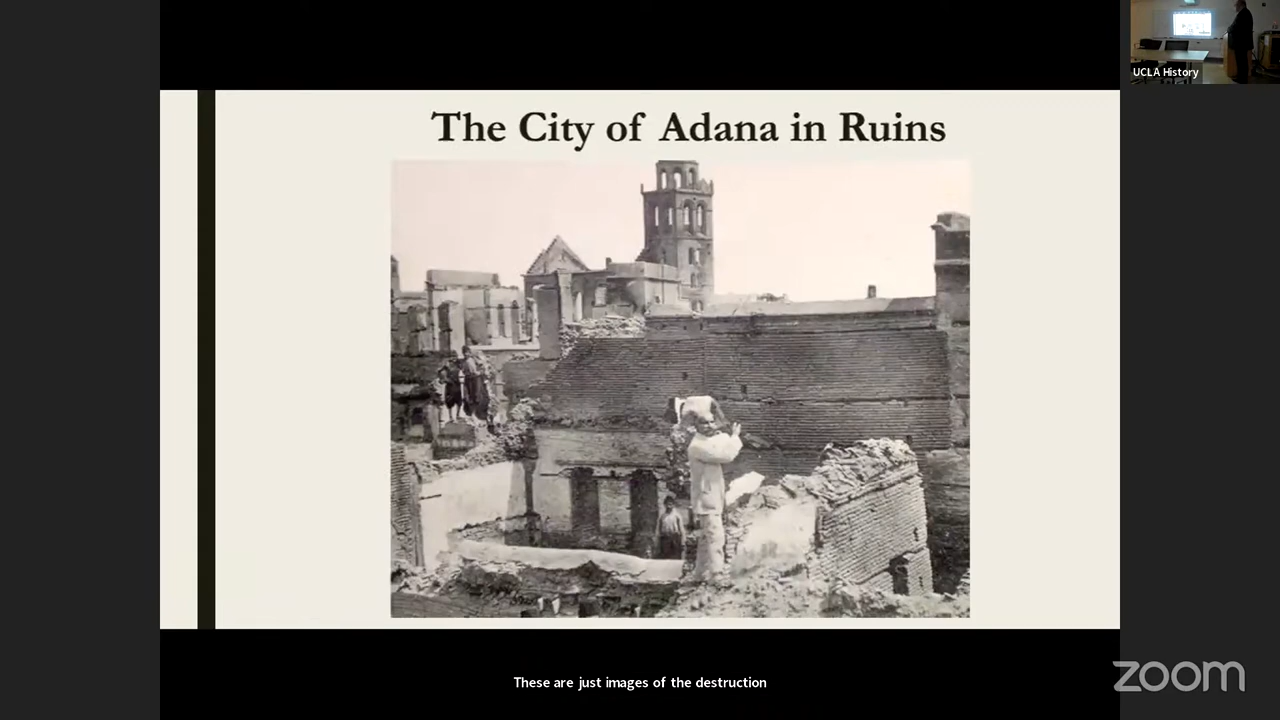 UCLA History
The City of Adana in Ruins
These are just images of the destruction
zoom